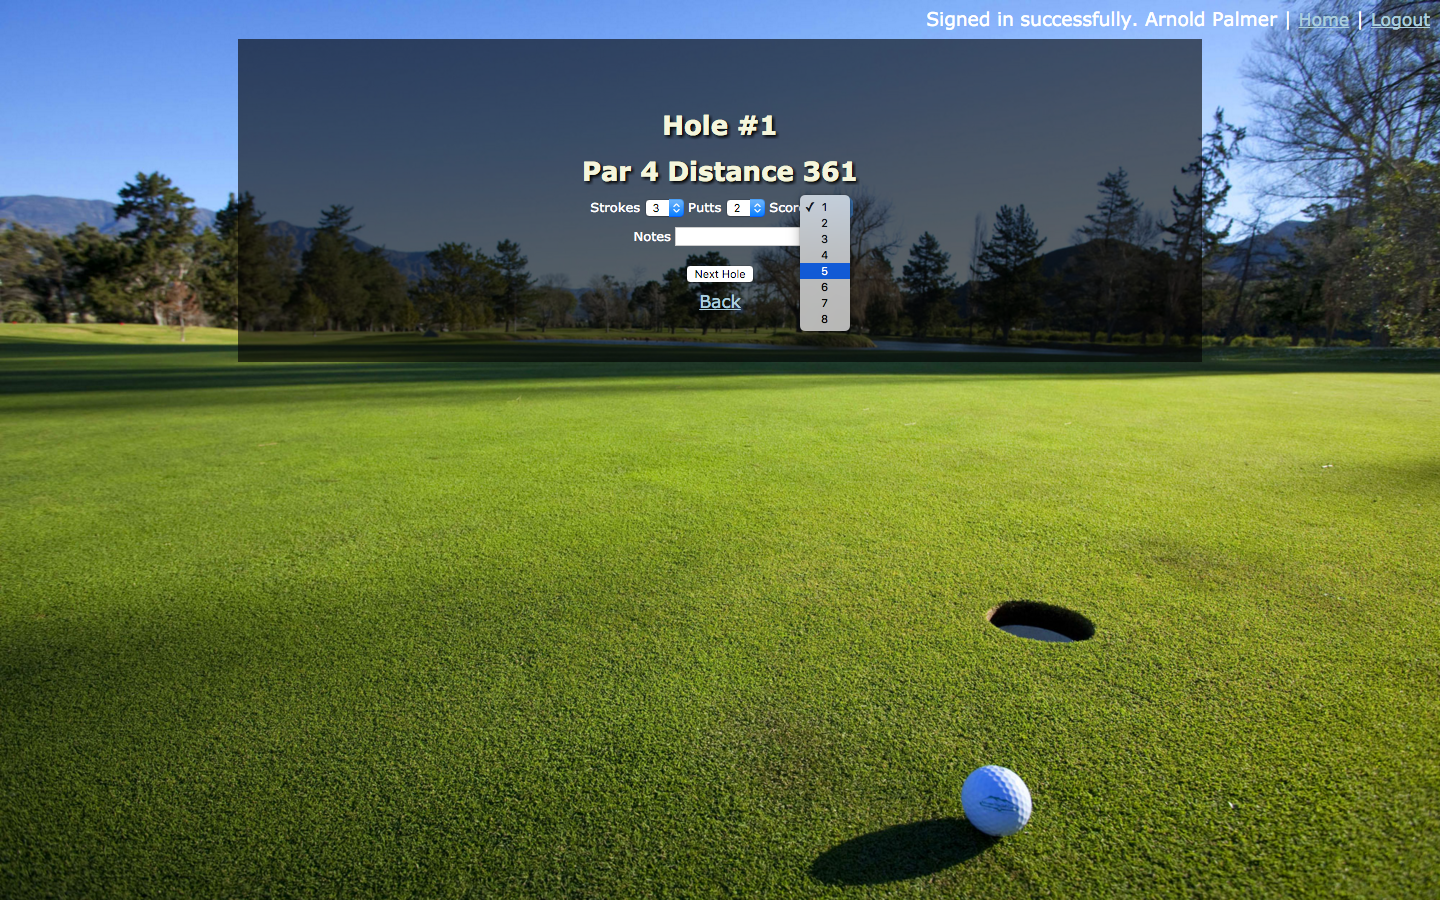 Signed in successfully. Arnold Palmer | Home | Logout
Hole #1
Par 4 Distance 361
Strokes 3 Putts 2 Scor ✓ 1
2
3
4
5
6
7
8
Notes
Next Hole
Back